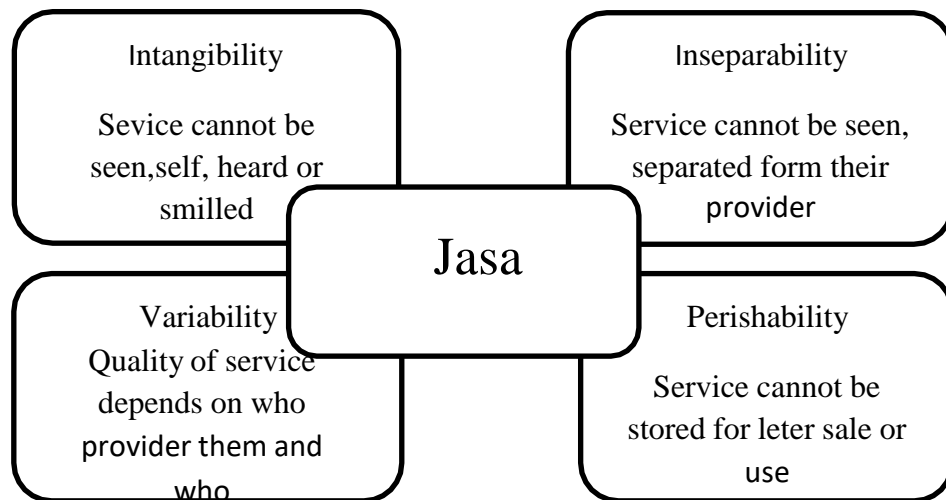 Intangibility
Sevice cannot be
seen,self, heard or
smilled
Inseparability
Service cannot be seen,
separated form their
provider
Jasa
Variability
Quality of service
depends on who
provider them and
who
Perishability
Service cannot be
stored for leter sale or
use